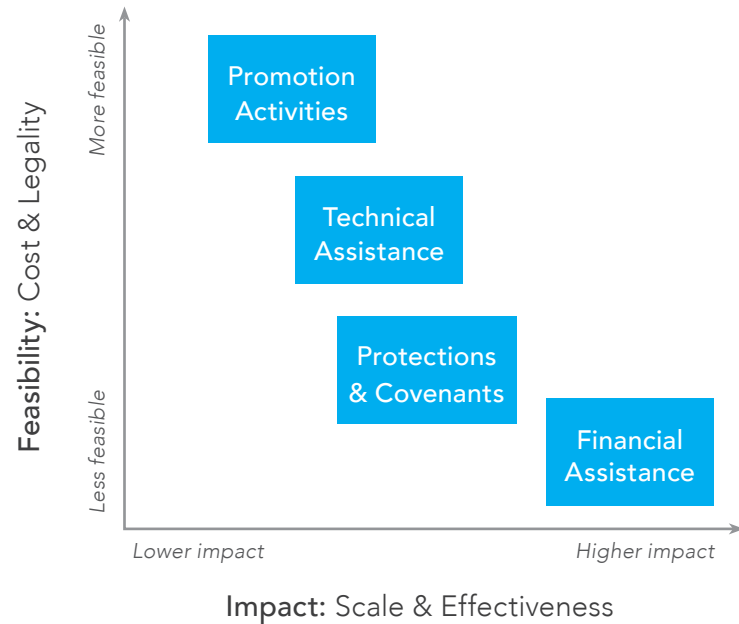 Feasibility: Cost & Legality
More feasible
Less feasible
Promotion
Activities
Technical
Assistance
Protections
& Covenants
Financial
Assistance
Lower impact
Higher impact
Impact: Scale & Effectiveness